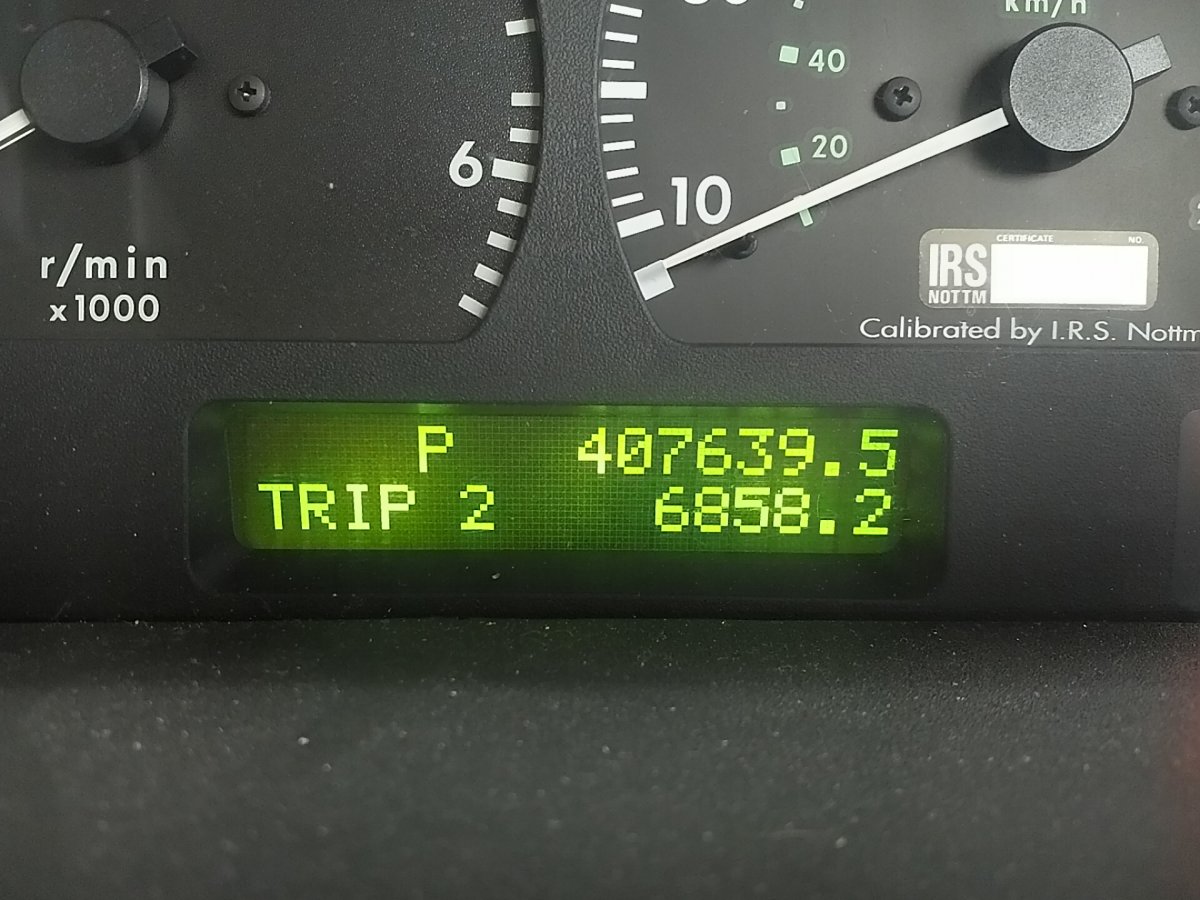 km/h
40
20
6
10
r/min
x1000
CERTIFICATE NO.
IRS
NOTTM
Calibrated by I.R.S. Nottm
P 407639.5
TRIP 2 6858.2